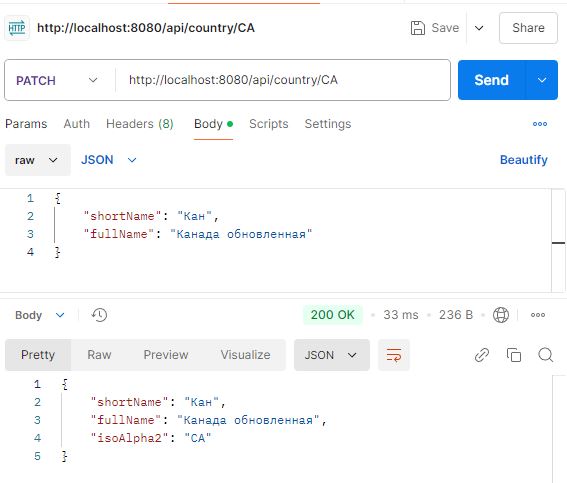 HTTP http://localhost:8080/api/country/CA Save Share
PATCH http://localhost:8080/api/country/CA Send
Params Auth Headers (8) Body Scripts Settings
raw JSON Beautify
1 {
2 "shortName": "Кан",
3 "fullName": "Канада обновленная"
4 }
Body 200 OK • 33 ms • 236 B •
Pretty Raw Preview Visualize JSON
1 {
2 "shortName": "Кан",
3 "fullName": "Канада обновленная",
4 "isoAlpha2": "CA"
5 }